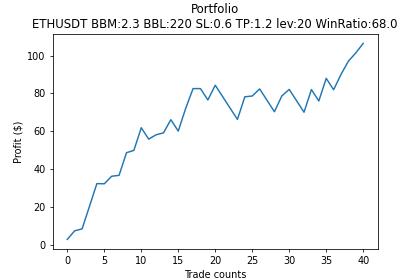 Portfolio
ETHUSDT BBM:2.3 BBL:220 SL:0.6 TP:1.2 lev:20 WinRatio:68.0
100
80
60
40
20
0
Profit ($)
0 5 10 15 20 25 30 35 40
Trade counts